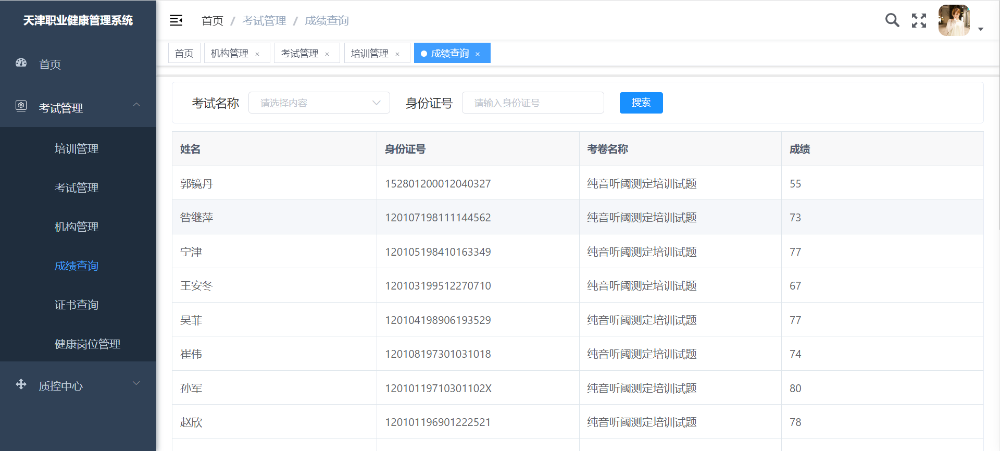 天津职业健康管理系统
首页 / 考试管理 / 成绩查询
首页 机构管理 × 考试管理 × 培训管理 × 成绩查询 ×
首页
考试管理
培训管理
考试管理
机构管理
成绩查询
证书查询
健康岗位管理
质控中心
考试名称 请选择内容 身份证号 请输入身份证号 搜索
姓名 身份证号 考卷名称 成绩
郭镜丹 152801200012040327 纯音听阈测定培训试题 55
昝继萍 120107198111144562 纯音听阈测定培训试题 73
宁津 120105198410163349 纯音听阈测定培训试题 77
王安冬 120103199512270710 纯音听阈测定培训试题 67
吴菲 120104198906193529 纯音听阈测定培训试题 77
崔伟 120108197301031018 纯音听阈测定培训试题 74
孙军 12010119710301102X 纯音听阈测定培训试题 80
赵欣 120101196901222521 纯音听阈测定培训试题 78